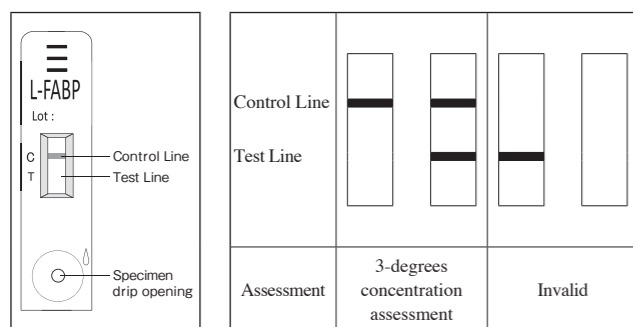 L-FABP
Lot :
C
Control Line
T
Test Line
Specimen
drip opening
Control Line
Test Line
Assessment
3-degrees
concentration
assessment
Invalid